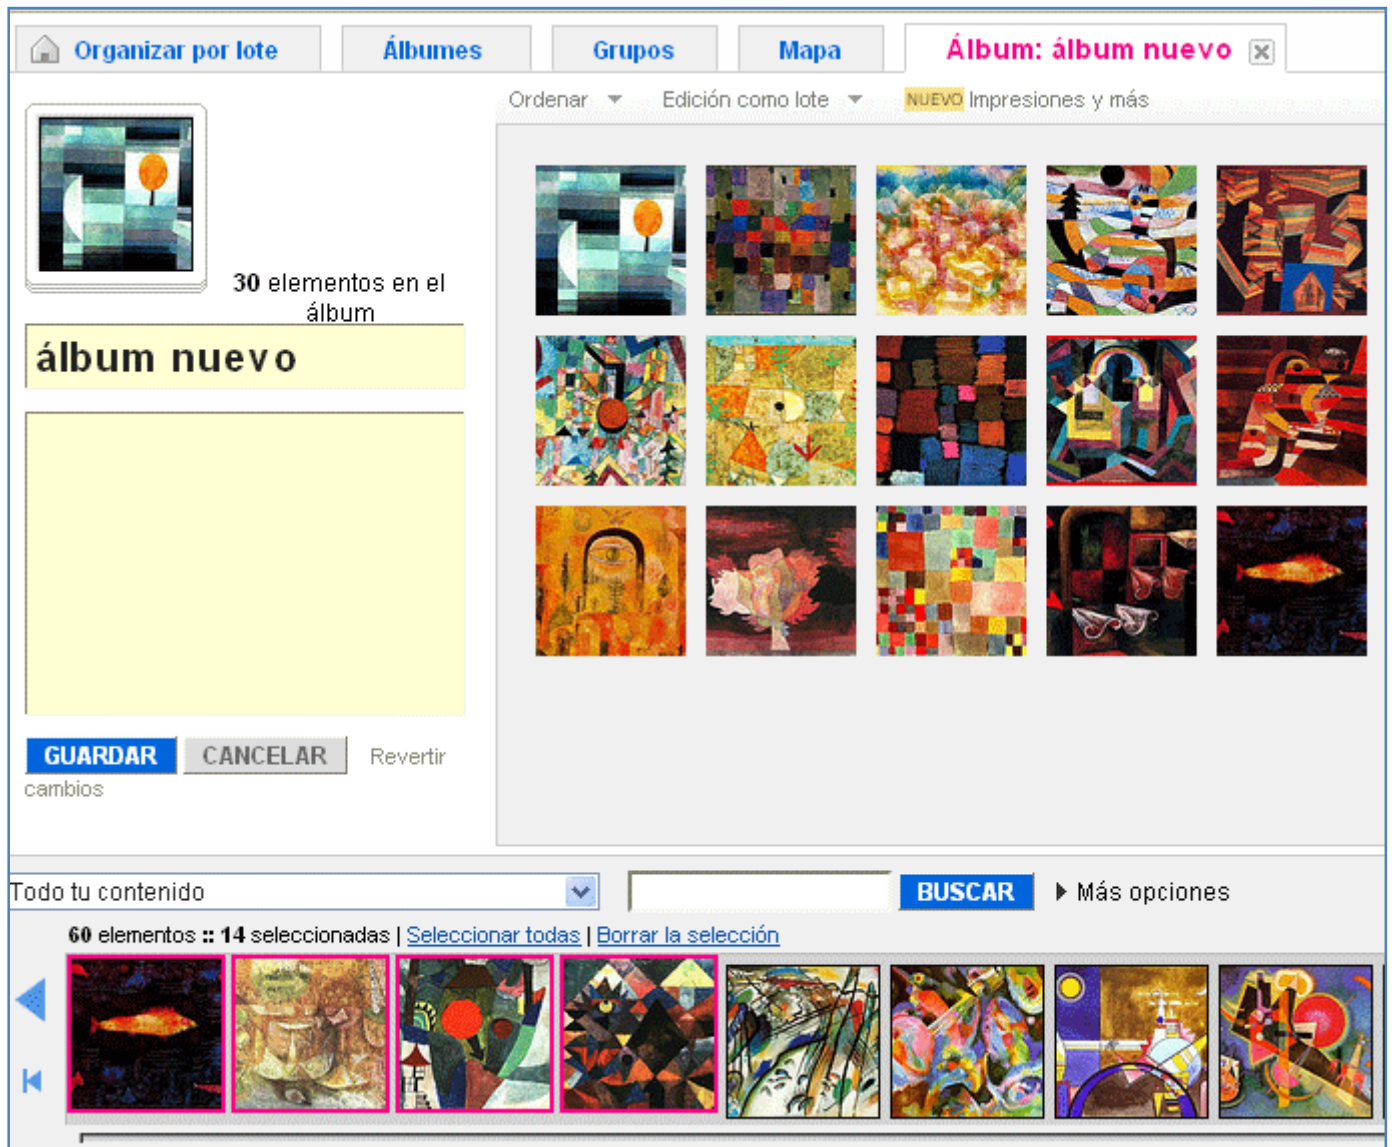 Organizar por lote
Álbumes
Grupos
Mapa
Álbum: álbum nuevo
Ordenar
Edición como lote
NUEVO Impresiones y más
30 elementos en el
álbum
álbum nuevo
GUARDAR
CANCELAR
Revertir
cambios
Todo tu contenido
BUSCAR
Más opciones
60 elementos :: 14 seleccionadas | Seleccionar todas | Borrar la selección